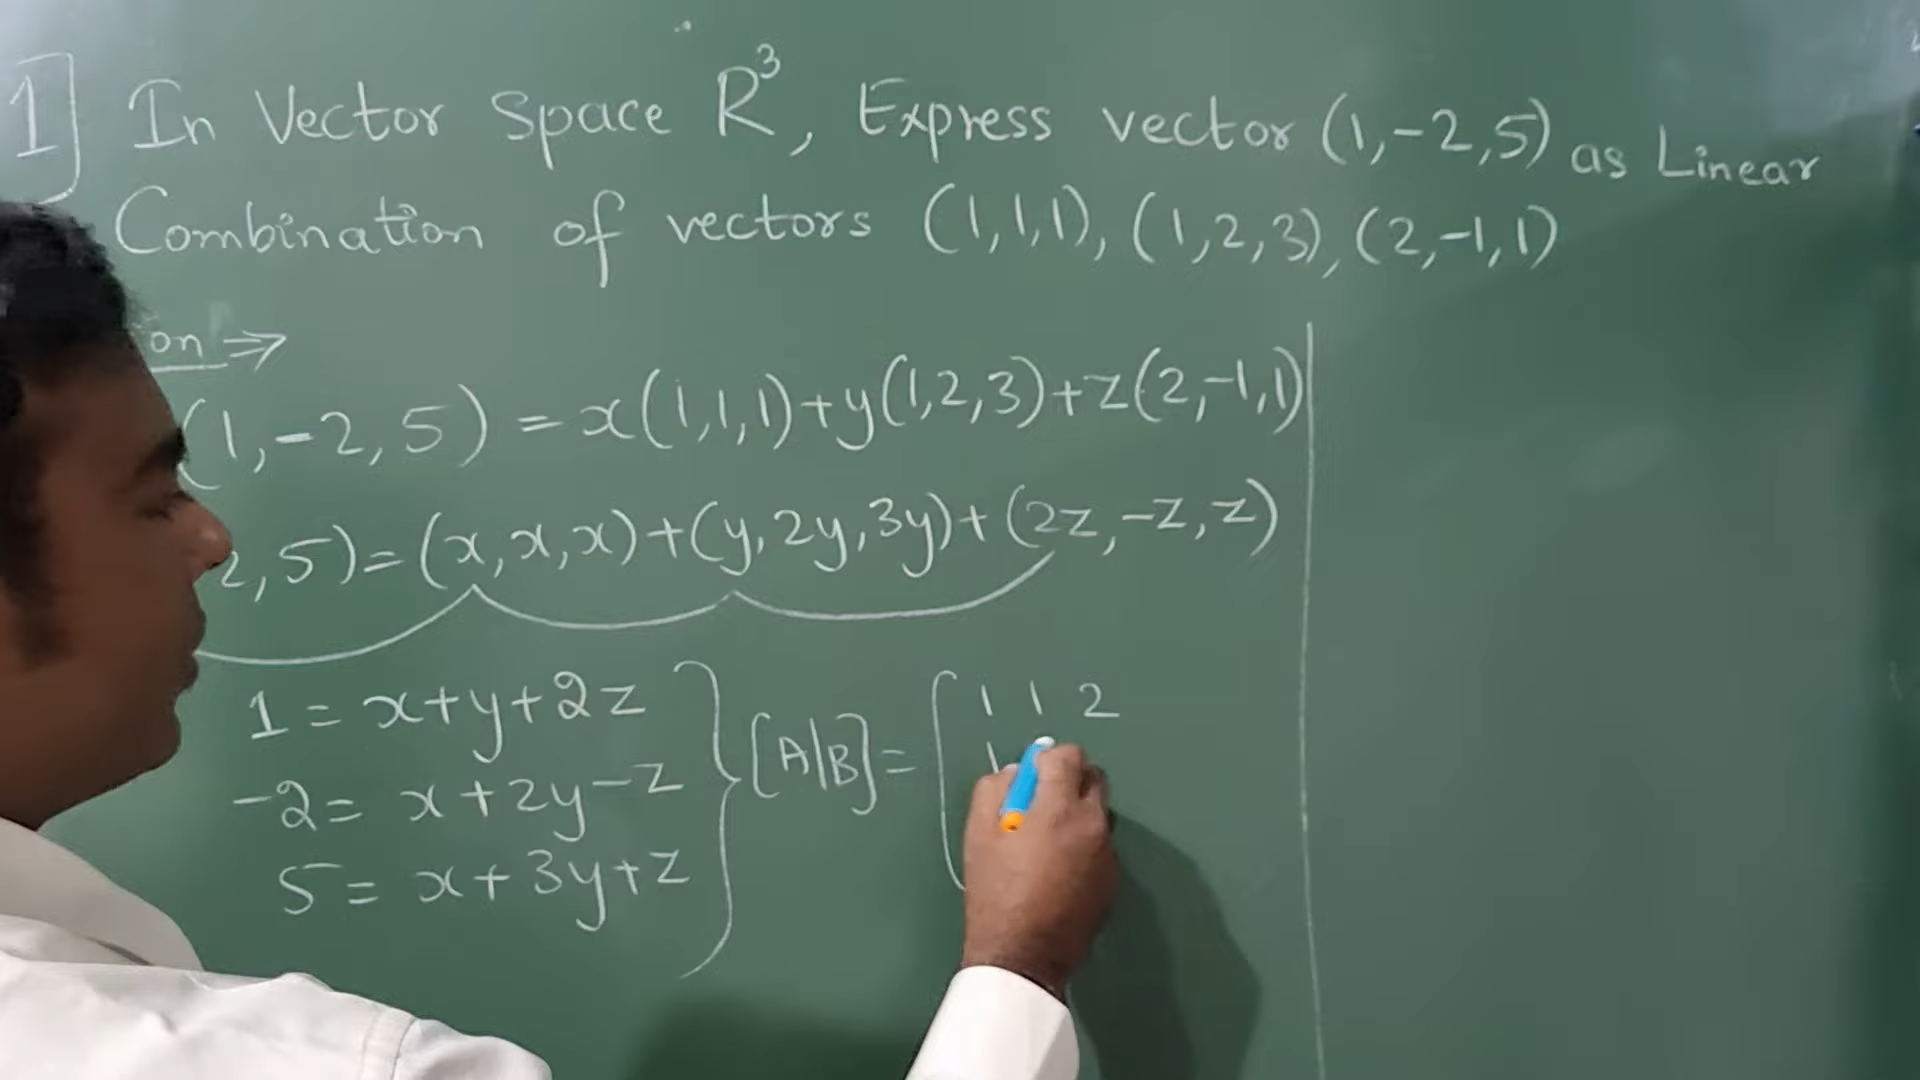 1] In Vector Space R³, Express vector (1,-2,5) as Linear
Combination of vectors (1,1,1), (1,2,3), (2,-1,1)
on ⇒
(1,-2,5) = x(1,1,1)+y(1,2,3)+z(2,-1,1)
2,5)=(x,x,x)+(y,2y,3y)+(2z,-z,z)
1 = x+y+2z
-2= x+2y-z
5= x+3y+z
[A|B]=
1 1 2
1